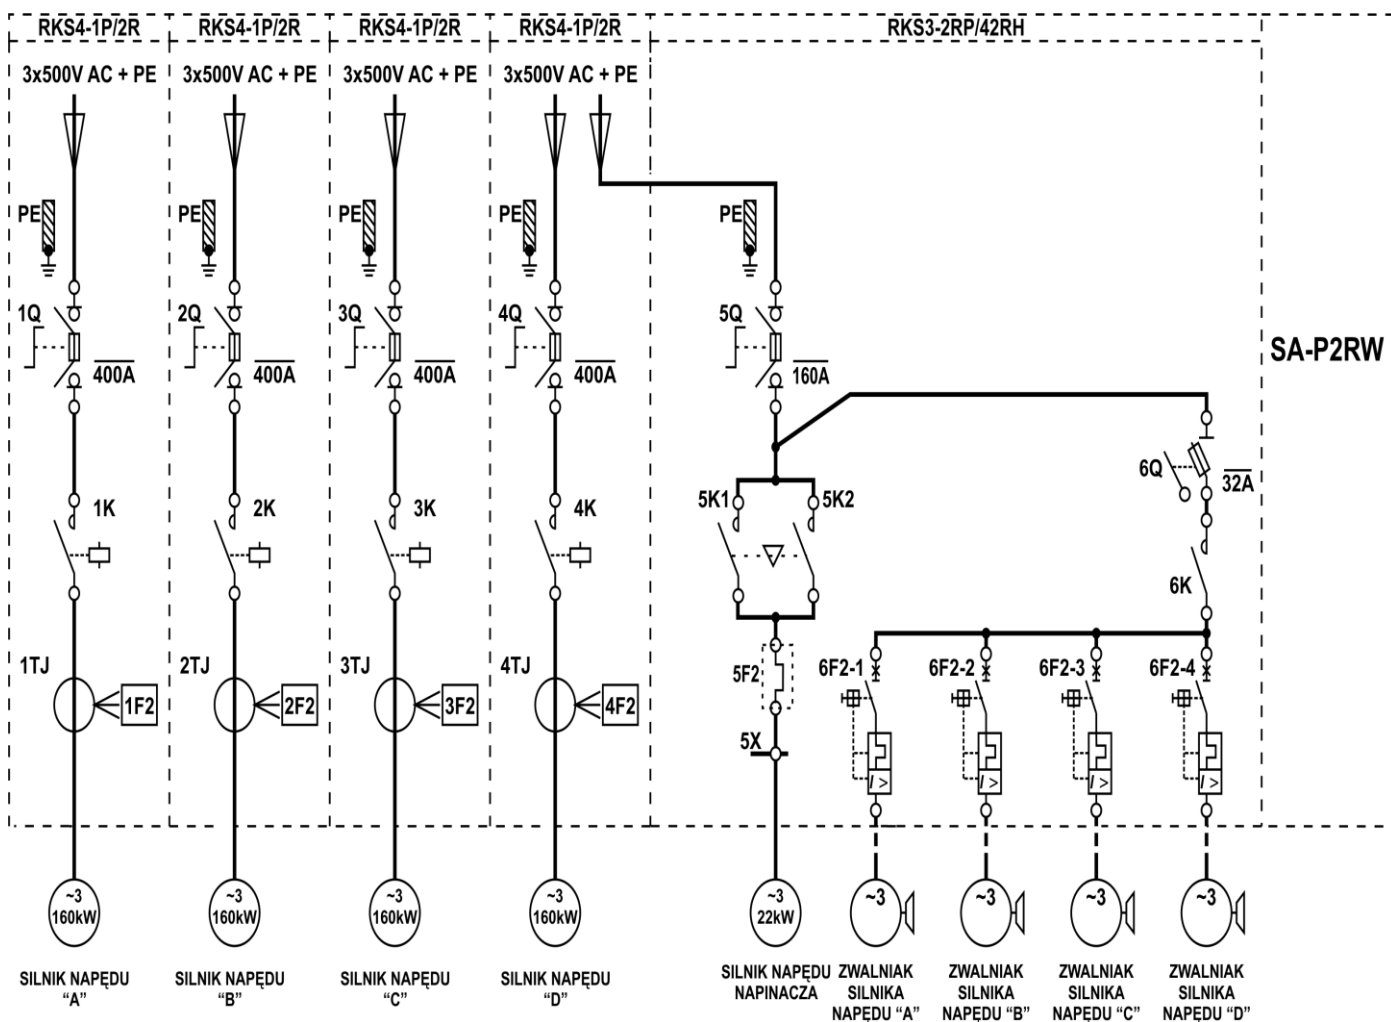 RKS4-1P/2R
RKS4-1P/2R
RKS4-1P/2R
RKS4-1P/2R
RKS3-2RP/42RH
3x500V AC + PE
3x500V AC + PE
3x500V AC + PE
3x500V AC + PE
PE
PE
PE
PE
PE
1Q
2Q
3Q
4Q
5Q
400A
400A
400A
400A
160A
SA-P2RW
6Q
32A
1K
2K
3K
4K
5K1
5K2
6K
1TJ
2TJ
3TJ
4TJ
1F2
2F2
3F2
4F2
5F2
5X
6F2-1
6F2-2
6F2-3
6F2-4
I >
I >
I >
I >
~3
160kW
~3
160kW
~3
160kW
~3
160kW
~3
22kW
~3
~3
~3
~3
SILNIK NAPĘDU
“A”
SILNIK NAPĘDU
“B”
SILNIK NAPĘDU
“C”
SILNIK NAPĘDU
“D”
SILNIK NAPĘDU
NAPINACZA
ZWALNIAK
SILNIKA
NAPĘDU “A”
ZWALNIAK
SILNIKA
NAPĘDU “B”
ZWALNIAK
SILNIKA
NAPĘDU “C”
ZWALNIAK
SILNIKA
NAPĘDU “D”